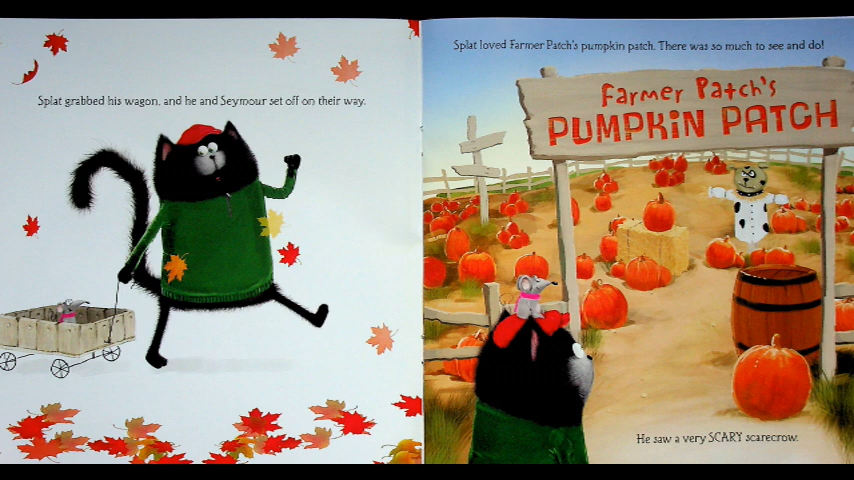 Splat grabbed his wagon, and he and Seymour set off on their way.
Splat loved Farmer Patch's pumpkin patch. There was so much to see and do!
Farmer Patch's
PUMPKiN PATCH
He saw a very SCARY scarecrow.